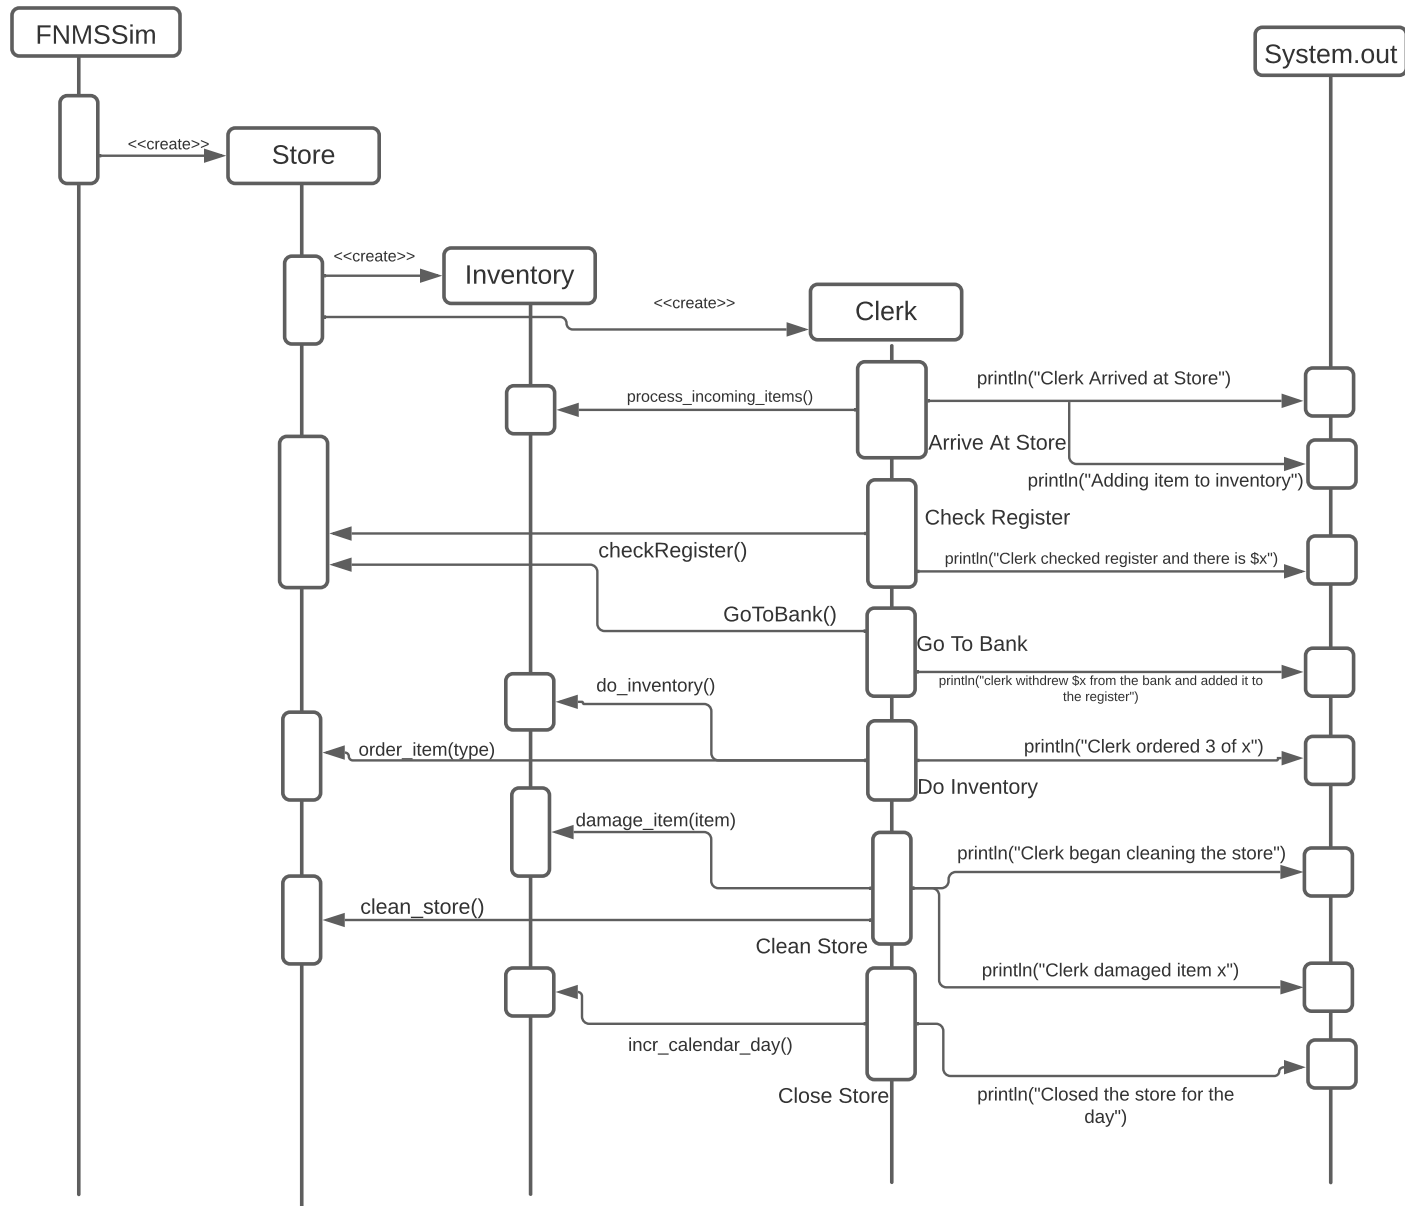 FNMSSim
System.out
<<create>>
Store
<<create>>
Inventory
<<create>>
Clerk
println("Clerk Arrived at Store")
process_incoming_items()
Arrive At Store
println("Adding item to inventory")
Check Register
checkRegister()
println("Clerk checked register and there is $x")
GoToBank()
Go To Bank
println("clerk withdrew $x from the bank and added it to
the register")
do_inventory()
order_item(type)
println("Clerk ordered 3 of x")
Do Inventory
damage_item(item)
println("Clerk began cleaning the store")
clean_store()
Clean Store
println("Clerk damaged item x")
incr_calendar_day()
Close Store
println("Closed the store for the
day")